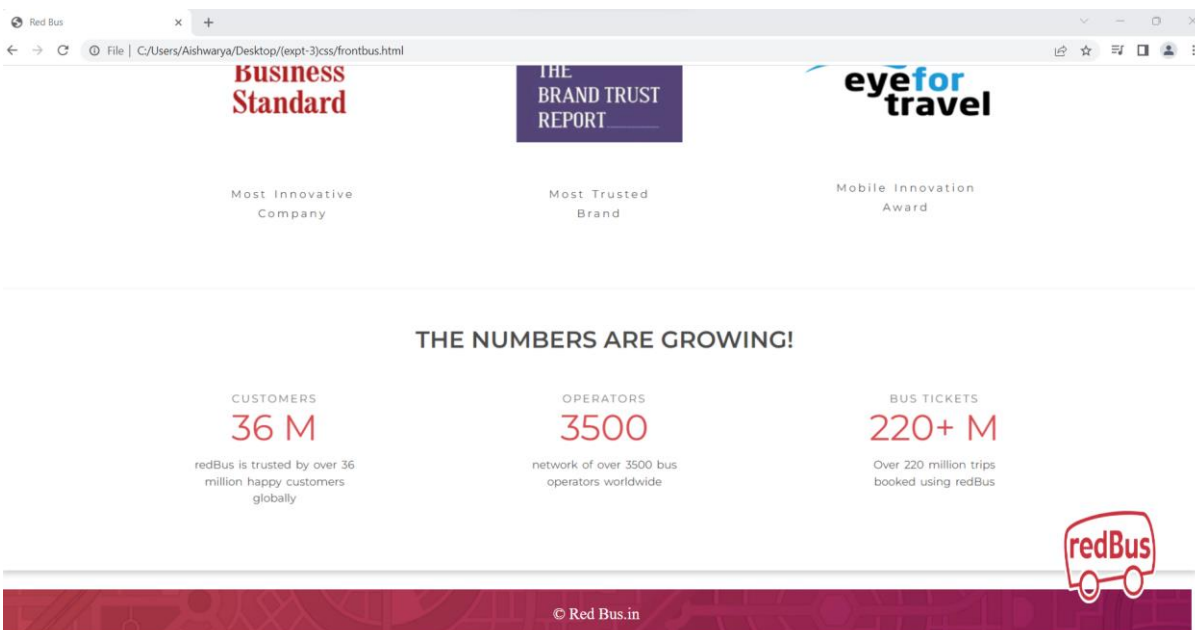 Red Bus
File | C:/Users/Aishwarya/Desktop/(expt-3)css/frontbus.html
Business
Standard
THE
BRAND TRUST
REPORT
eyefor
travel
Most Innovative
Company
Most Trusted
Brand
Mobile Innovation
Award
THE NUMBERS ARE GROWING!
CUSTOMERS
36 M
redBus is trusted by over 36
million happy customers
globally
OPERATORS
3500
network of over 3500 bus
operators worldwide
BUS TICKETS
220+ M
Over 220 million trips
booked using redBus
redBus
© Red Bus.in